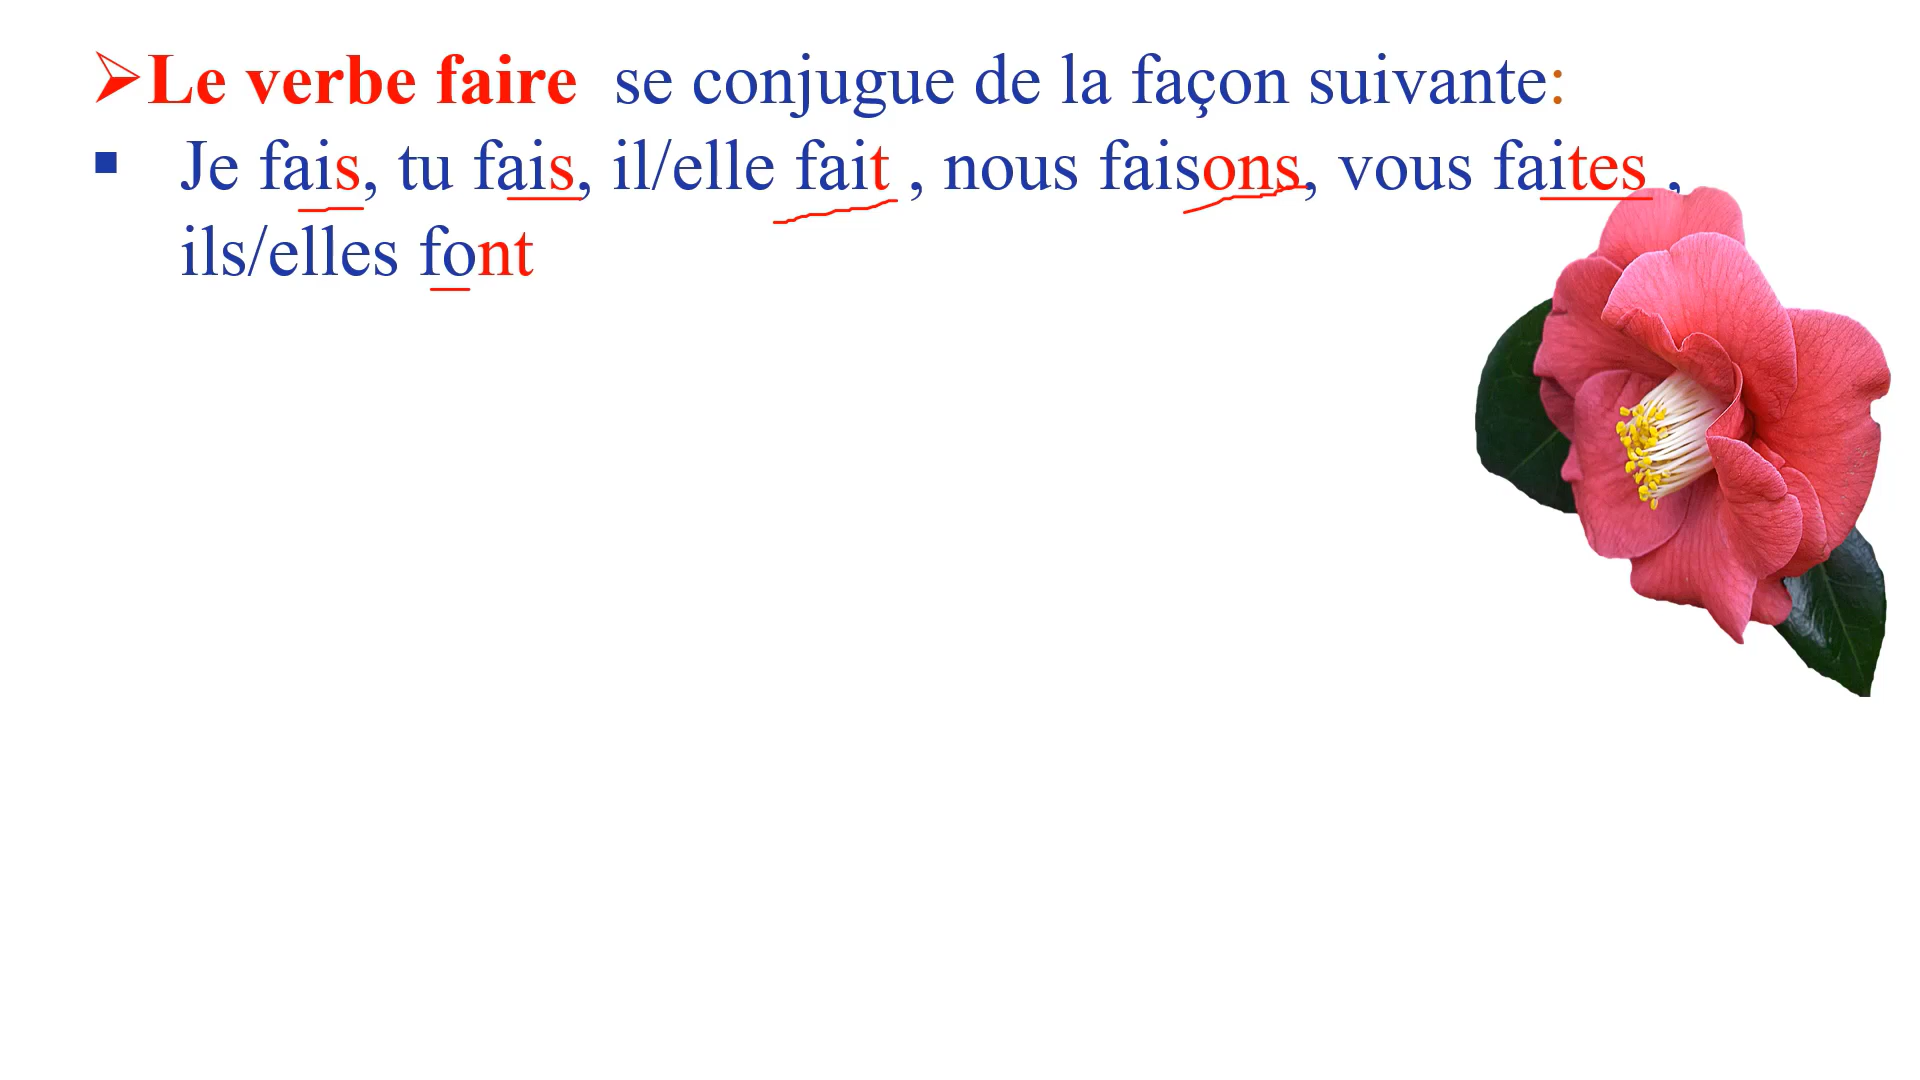 Le verbe faire se conjugue de la façon suivante:
Je fais, tu fais, il/elle fait , nous faisons, vous faites ,
ils/elles font